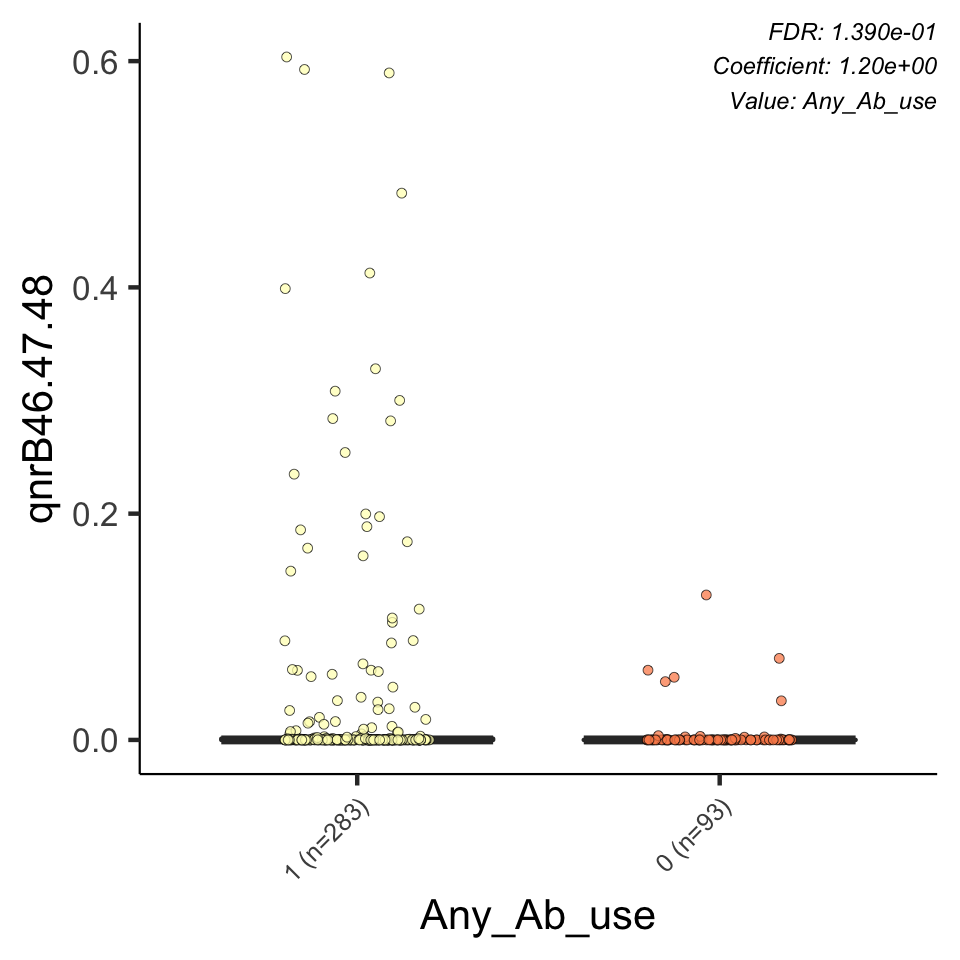 FDR: 1.390e-01
Coefficient: 1.20e+00
Value: Any_Ab_use
qnrB46.47.48
0.6
0.4
0.2
0.0
1 (n=283)
0 (n=93)
Any_Ab_use